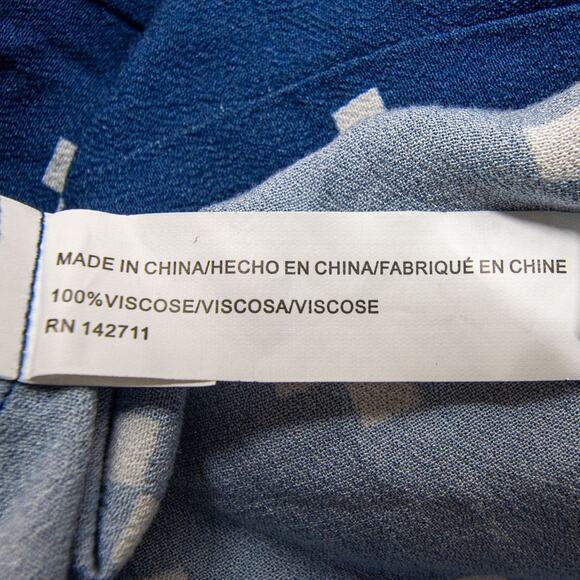 MADE IN CHINA/HECHO EN CHINA/FABRIQUÉ EN CHINE
100%VISCOSE/VISCOSA/VISCOSE
RN 142711